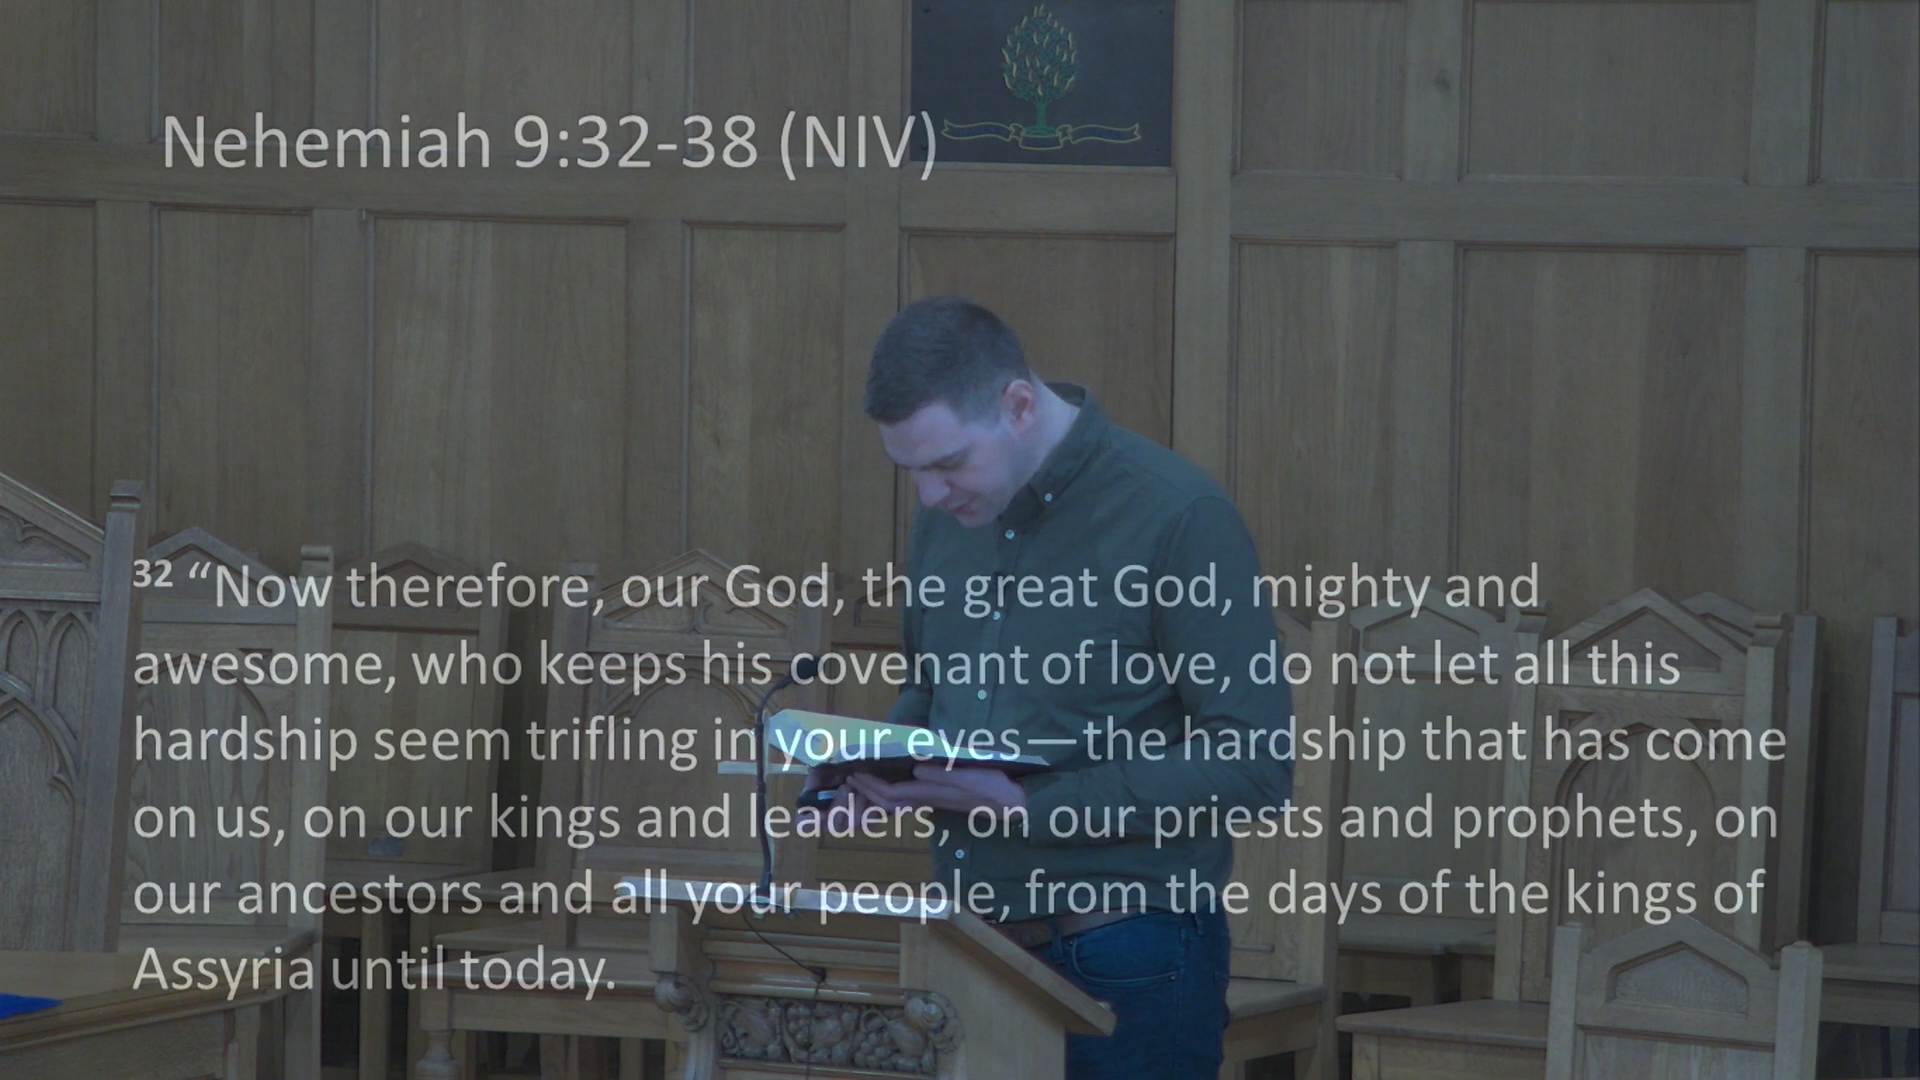 Nehemiah 9:32-38 (NIV)
32 “Now therefore, our God, the great God, mighty and
awesome, who keeps his covenant of love, do not let all this
hardship seem trifling in your eyes—the hardship that has come
on us, on our kings and leaders, on our priests and prophets, on
our ancestors and all your people, from the days of the kings of
Assyria until today.